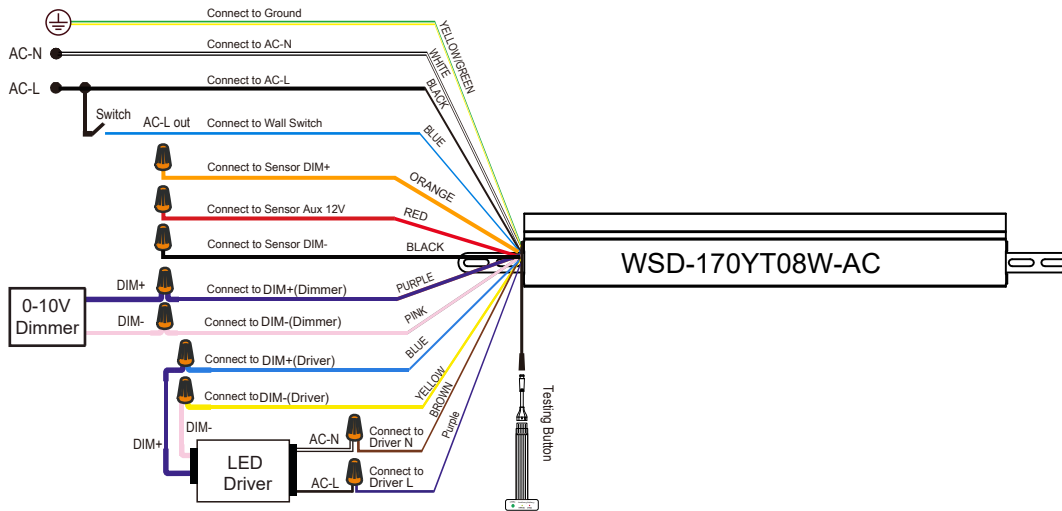 Connect to Ground
YELLOW/GREEN
AC-N
Connect to AC-N
WHITE
AC-L
Connect to AC-L
BLACK
Switch
AC-L out
Connect to Wall Switch
BLUE
Connect to Sensor DIM+
ORANGE
Connect to Sensor Aux 12V
RED
Connect to Sensor DIM-
BLACK
WSD-170YT08W-AC
0-10V
Dimmer
DIM+
Connect to DIM+(Dimmer)
PURPLE
DIM-
Connect to DIM-(Dimmer)
PINK
Connect to DIM+(Driver)
BLUE
Connect to DIM-(Driver)
YELLOW
DIM+
DIM-
LED
Driver
AC-N
Connect to
Driver N
BROWN
AC-L
Connect to
Driver L
Purple
Testing Button